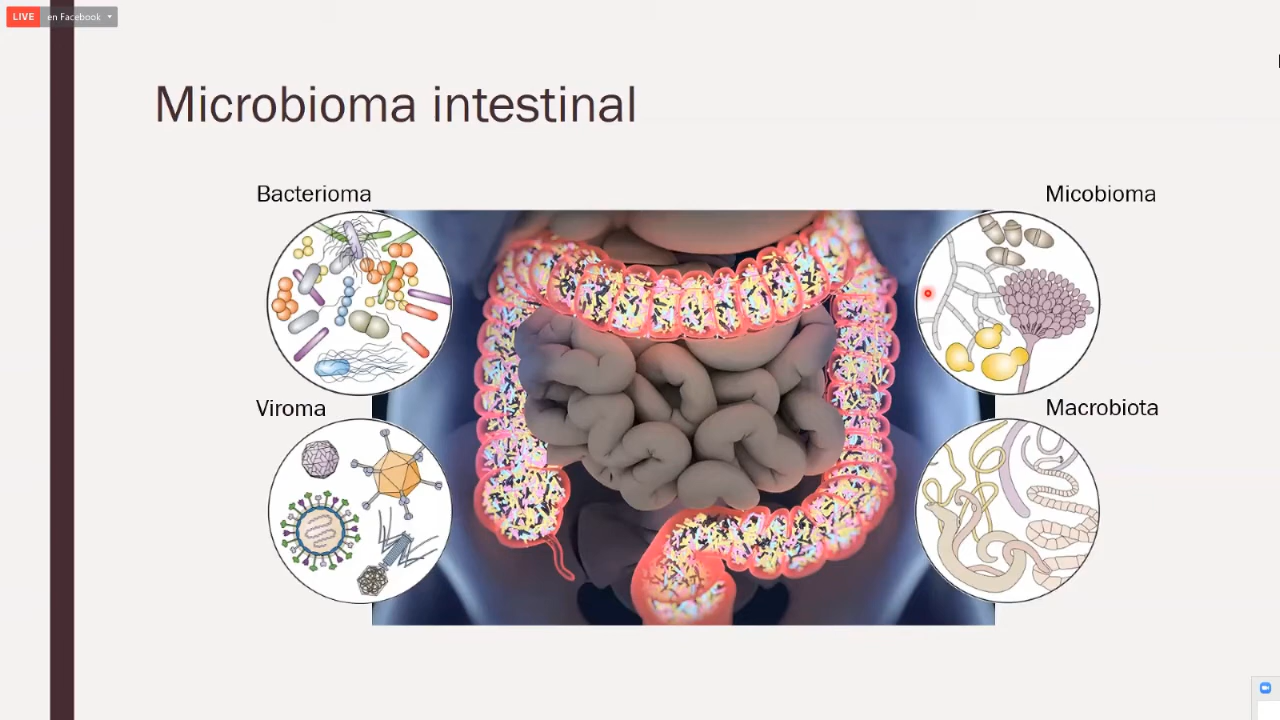 LIVE en Facebook
Microbioma intestinal
Bacterioma
Micobioma
Viroma
Macrobiota